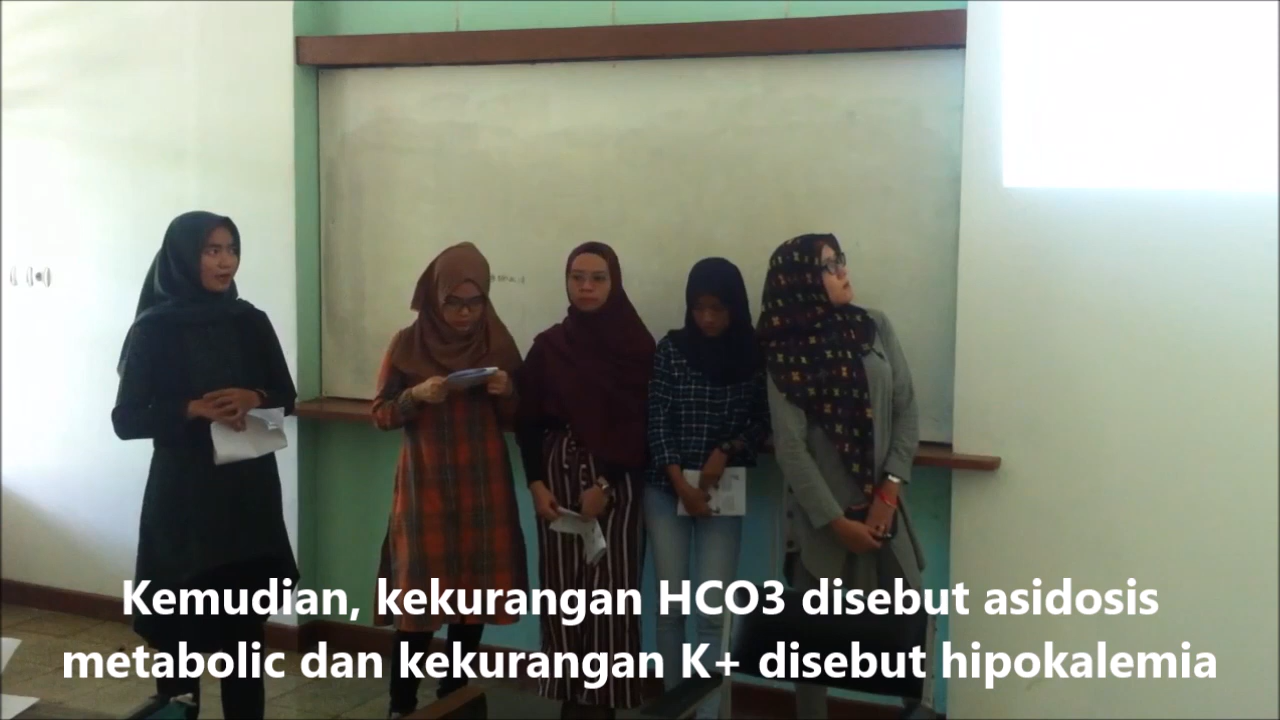 Kemudian, kekurangan HCO3 disebut asidosis
metabolic dan kekurangan K+ disebut hipokalemia